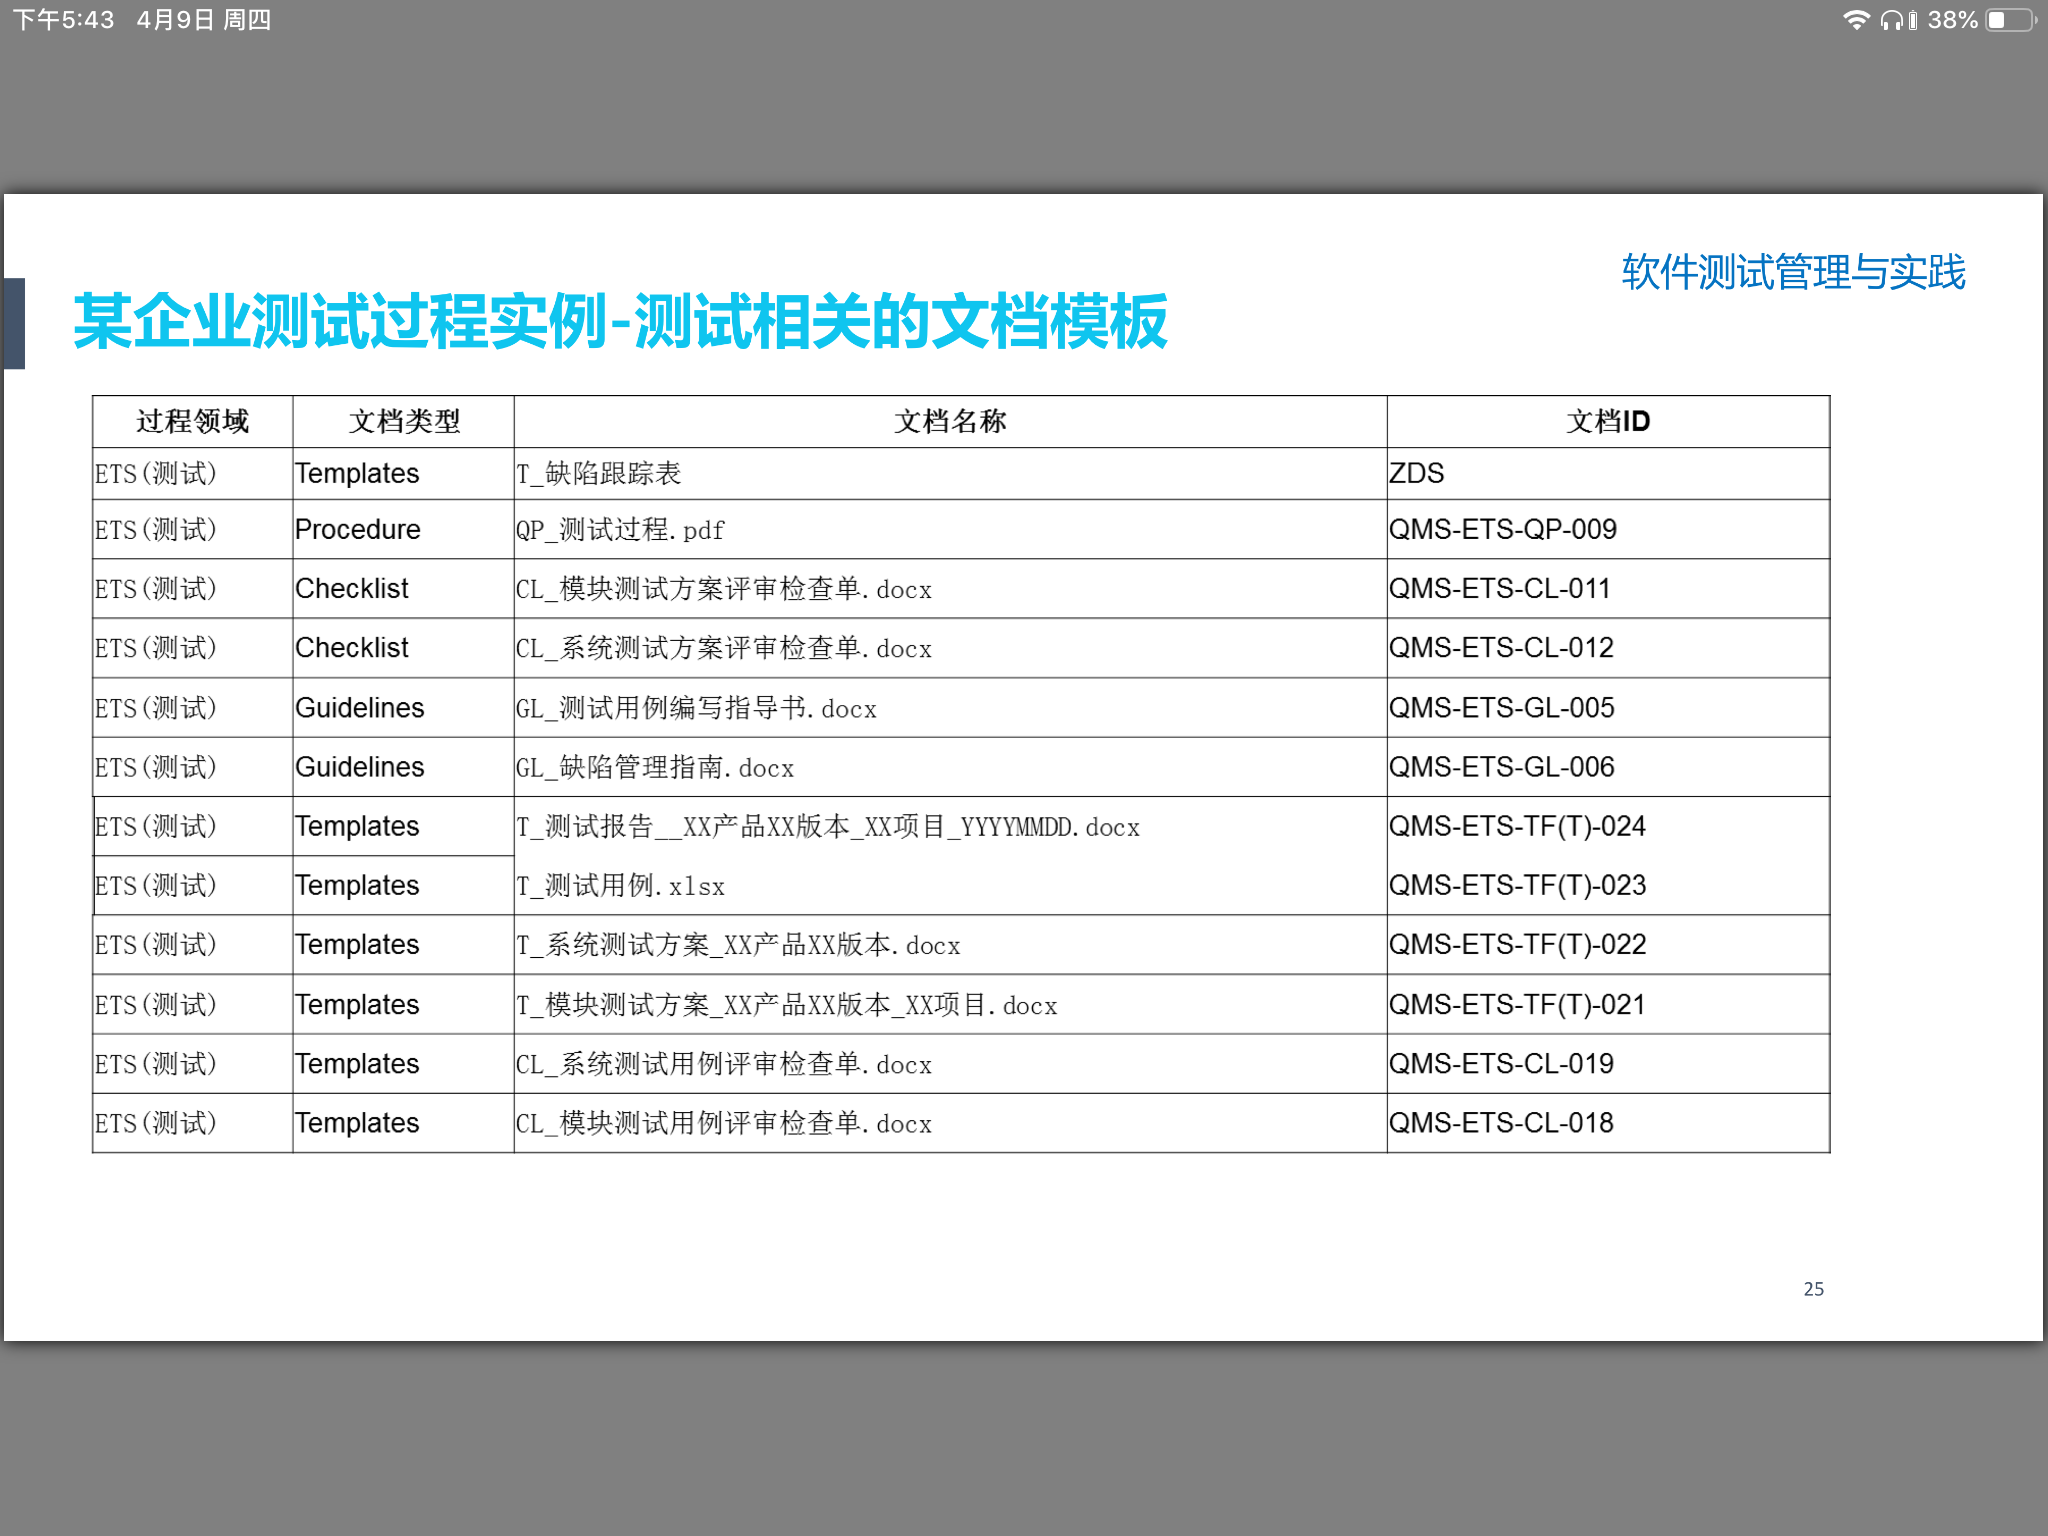 下午5:43 4月9日 周四 38%
软件测试管理与实践
某企业测试过程实例-测试相关的文档模板
过程领域 文档类型 文档名称 文档ID
ETS(测试) Templates T_缺陷跟踪表 ZDS
ETS(测试) Procedure QP_测试过程.pdf QMS-ETS-QP-009
ETS(测试) Checklist CL_模块测试方案评审检查单.docx QMS-ETS-CL-011
ETS(测试) Checklist CL_系统测试方案评审检查单.docx QMS-ETS-CL-012
ETS(测试) Guidelines GL_测试用例编写指导书.docx QMS-ETS-GL-005
ETS(测试) Guidelines GL_缺陷管理指南.docx QMS-ETS-GL-006
ETS(测试) Templates T_测试报告__XX产品XX版本_XX项目_YYYYMMDD.docx QMS-ETS-TF(T)-024
ETS(测试) Templates T_测试用例.xlsx QMS-ETS-TF(T)-023
ETS(测试) Templates T_系统测试方案_XX产品XX版本.docx QMS-ETS-TF(T)-022
ETS(测试) Templates T_模块测试方案_XX产品XX版本_XX项目.docx QMS-ETS-TF(T)-021
ETS(测试) Templates CL_系统测试用例评审检查单.docx QMS-ETS-CL-019
ETS(测试) Templates CL_模块测试用例评审检查单.docx QMS-ETS-CL-018
25